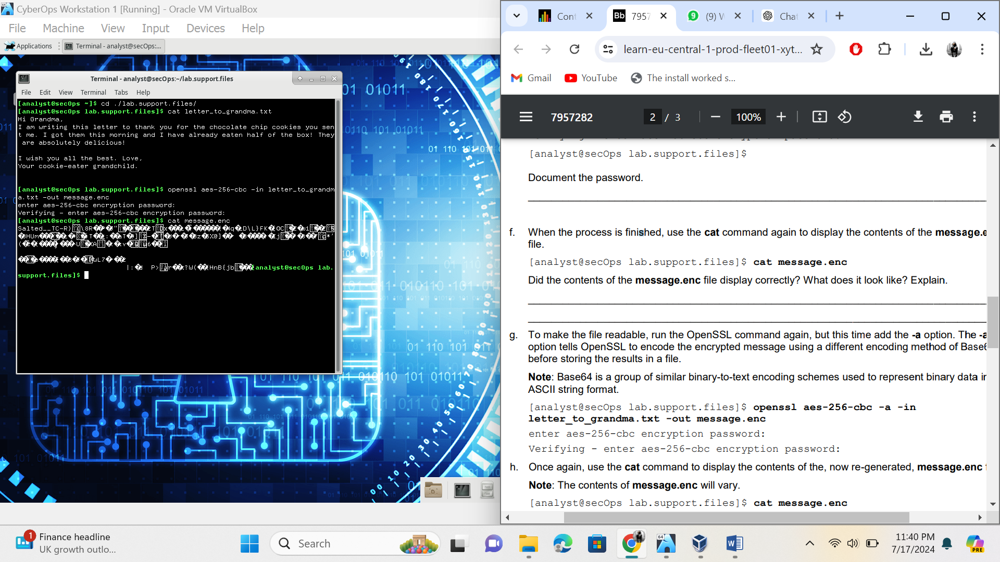 CyberOps Workstation 1 [Running] - Oracle VM VirtualBox
File Machine View Input Devices Help
Applications
Terminal - analyst@secOps:...
Terminal - analyst@secOps:~/lab.support.files
File Edit View Terminal Tabs Help
[analyst@secOps ~]$ cd ./lab.support.files/
[analyst@secOps lab.support.files]$ cat letter_to_grandma.txt
Hi Grandma,
I am writing this letter to thank you for the chocolate chip cookies you sen
t me. I got them this morning and I have already eaten half of the box! They
are absolutely delicious!
I wish you all the best. Love,
Your cookie-eater grandchild.
[analyst@secOps lab.support.files]$ openssl aes-256-cbc -in letter_to_grandm
a.txt -out message.enc
enter aes-256-cbc encryption password:
Verifying - enter aes-256-cbc encryption password:
[analyst@secOps lab.support.files]$ cat message.enc
Salted__TC-R)
[analyst@secOps lab.
support.files]$
Cont
7957
(9) W
Chat
learn-eu-central-1-prod-fleet01-xyt...
Gmail
YouTube
The install worked s...
7957282
2 / 3
100%
[analyst@secOps lab.support.files]$
Document the password.
f. When the process is finished, use the cat command again to display the contents of the message.e
file.
[analyst@secOps lab.support.files]$ cat message.enc
Did the contents of the message.enc file display correctly? What does it look like? Explain.
g. To make the file readable, run the OpenSSL command again, but this time add the -a option. The -a
option tells OpenSSL to encode the encrypted message using a different encoding method of Base6
before storing the results in a file.
Note: Base64 is a group of similar binary-to-text encoding schemes used to represent binary data in
ASCII string format.
[analyst@secOps lab.support.files]$ openssl aes-256-cbc -a -in
letter_to_grandma.txt -out message.enc
enter aes-256-cbc encryption password:
Verifying - enter aes-256-cbc encryption password:
h. Once again, use the cat command to display the contents of the, now re-generated, message.enc
Note: The contents of message.enc will vary.
[analyst@secOps lab.support.files]$ cat message.enc
1
Finance headline
UK growth outlo...
Search
11:40 PM
7/17/2024